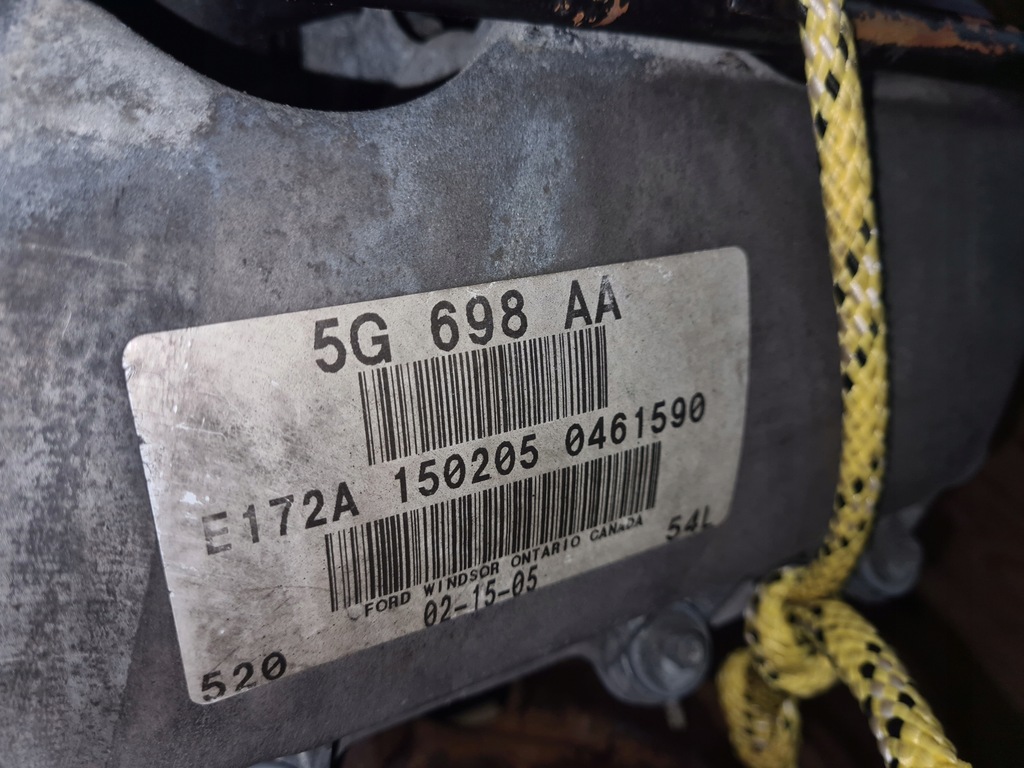 5G 698 AA
E172A 150205 0461590
FORD WINDSOR ONTARIO CANADA 54L
02-15-05
520